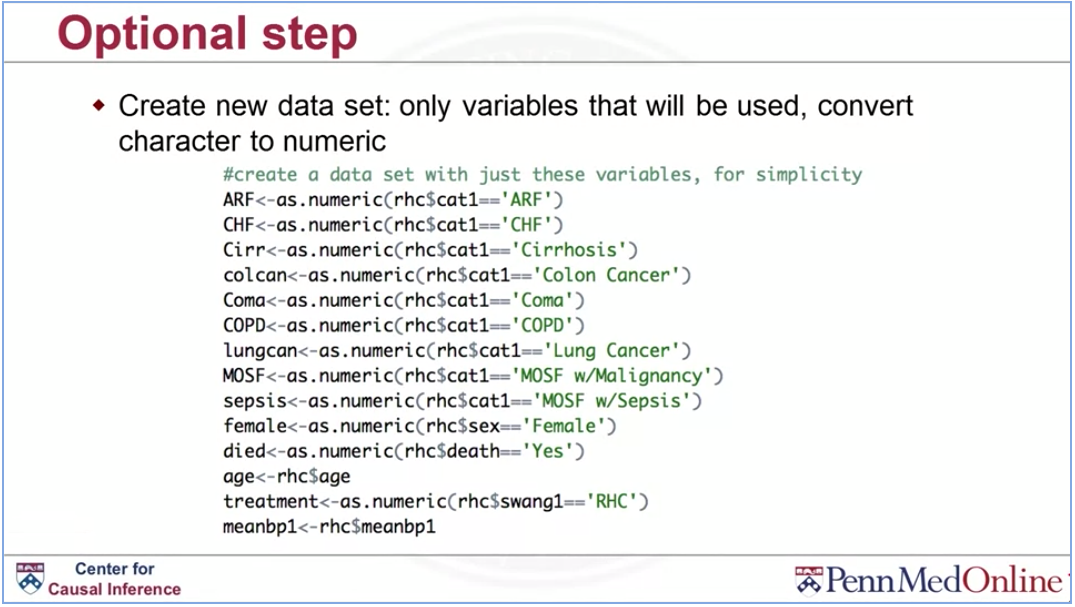 Optional step
Create new data set: only variables that will be used, convert
character to numeric
#create a data set with just these variables, for simplicity
ARF<-as.numeric(rhc$cat1=='ARF')
CHF<-as.numeric(rhc$cat1=='CHF')
Cirr<-as.numeric(rhc$cat1=='Cirrhosis')
colcan<-as.numeric(rhc$cat1=='Colon Cancer')
Coma<-as.numeric(rhc$cat1=='Coma')
COPD<-as.numeric(rhc$cat1=='COPD')
lungcan<-as.numeric(rhc$cat1=='Lung Cancer')
MOSF<-as.numeric(rhc$cat1=='MOSF w/Malignancy')
sepsis<-as.numeric(rhc$cat1=='MOSF w/Sepsis')
female<-as.numeric(rhc$sex=='Female')
died<-as.numeric(rhc$death=='Yes')
age<-rhc$age
treatment<-as.numeric(rhc$swang1=='RHC')
meanbp1<-rhc$meanbp1
Center for
Causal Inference
PennMedOnline